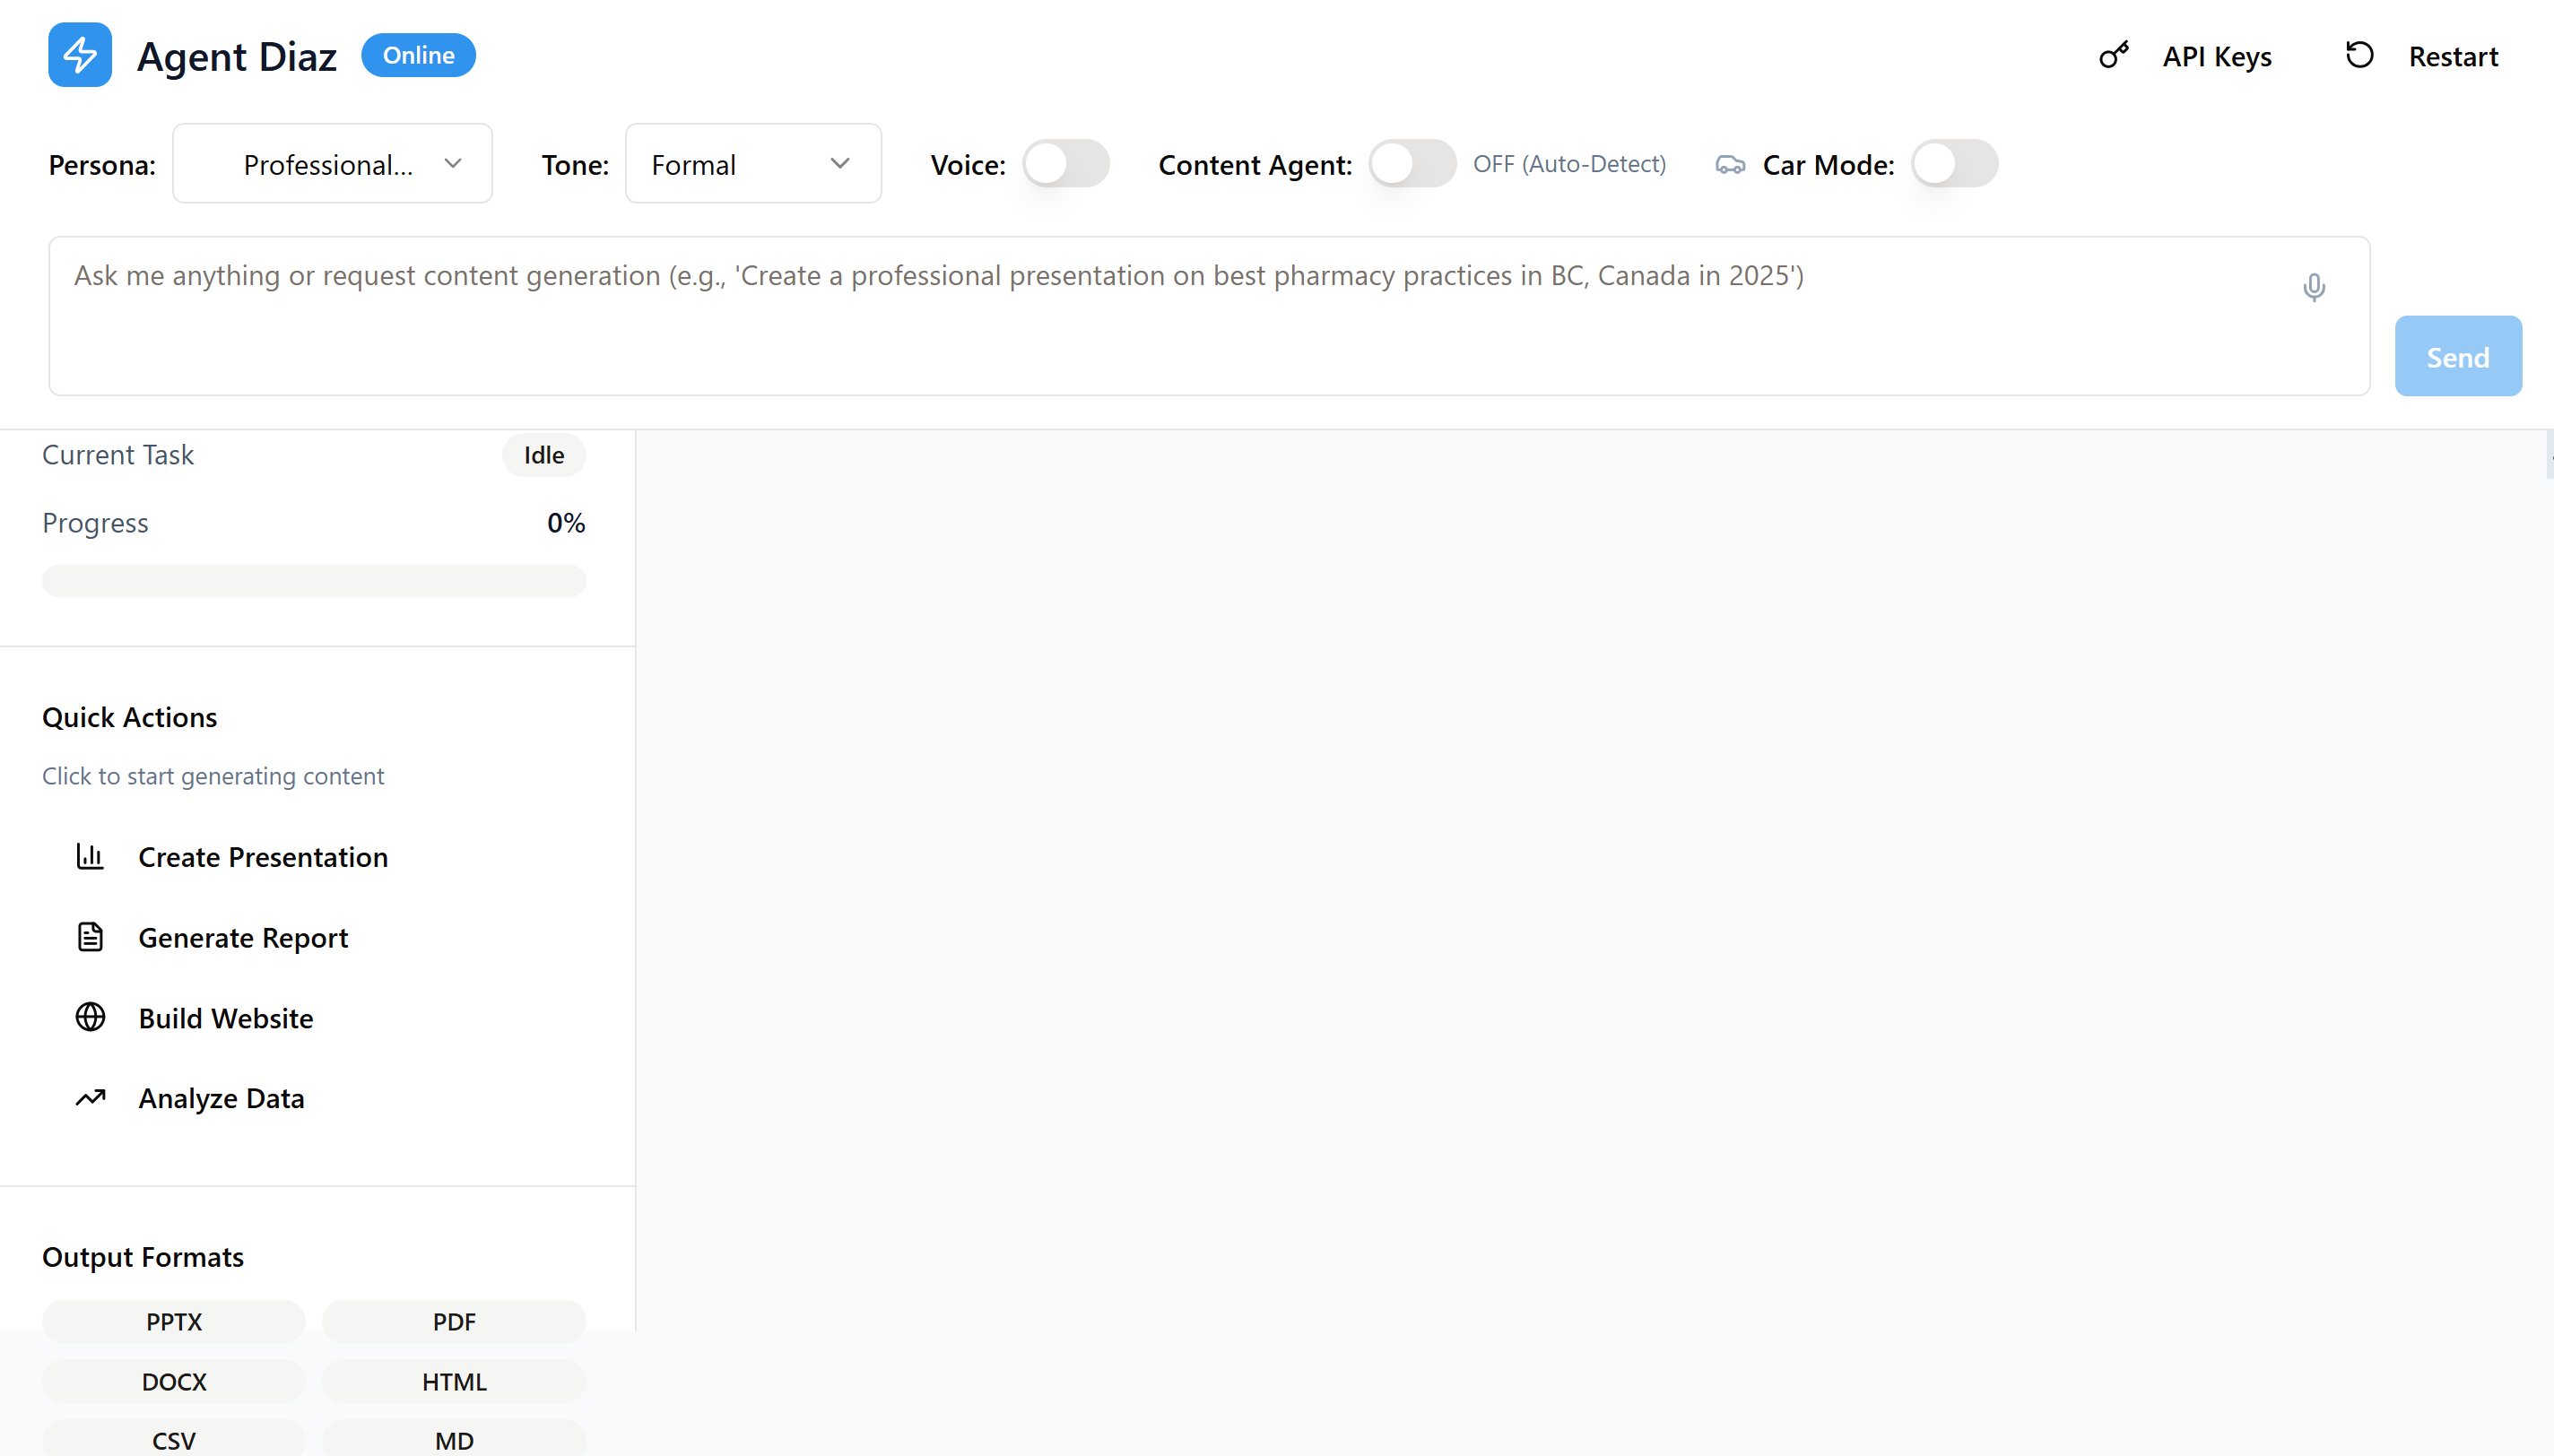 Agent Diaz
Online
API Keys
Restart
Persona:
Professional...
Tone:
Formal
Voice:
Content Agent:
OFF (Auto-Detect)
Car Mode:
Ask me anything or request content generation (e.g., 'Create a professional presentation on best pharmacy practices in BC, Canada in 2025')
Send
Current Task
Idle
Progress
0%
Quick Actions
Click to start generating content
Create Presentation
Generate Report
Build Website
Analyze Data
Output Formats
PPTX
PDF
DOCX
HTML
CSV
MD